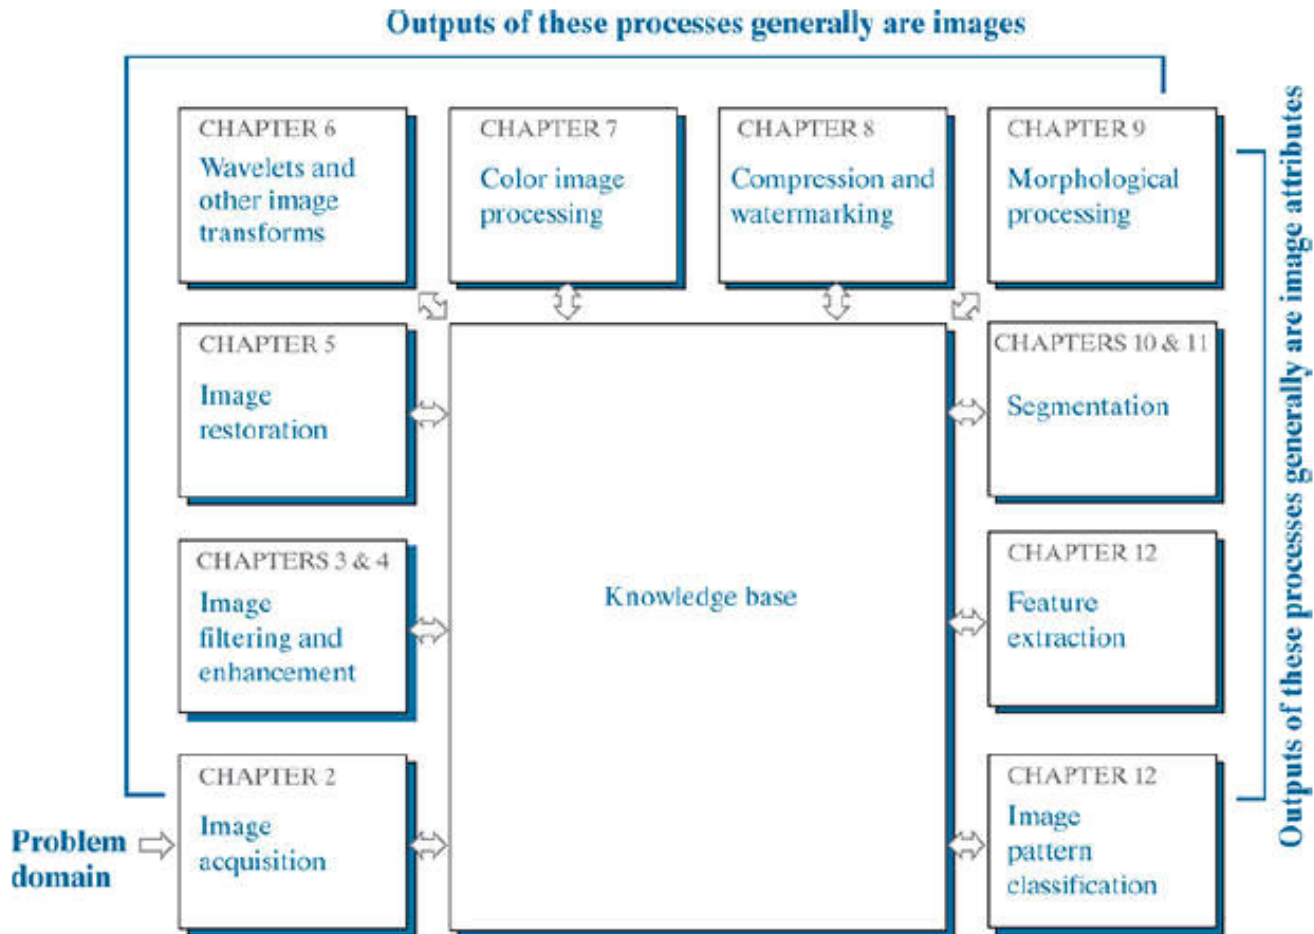 Outputs of these processes generally are images
CHAPTER 6
Wavelets and
other image
transforms
CHAPTER 7
Color image
processing
CHAPTER 8
Compression and
watermarking
CHAPTER 9
Morphological
processing
CHAPTER 5
Image
restoration
CHAPTERS 10 & 11
Segmentation
CHAPTERS 3 & 4
Image
filtering and
enhancement
Knowledge base
CHAPTER 12
Feature
extraction
Problem
domain
CHAPTER 2
Image
acquisition
CHAPTER 12
Image
pattern
classification
Outputs of these processes generally are image attributes